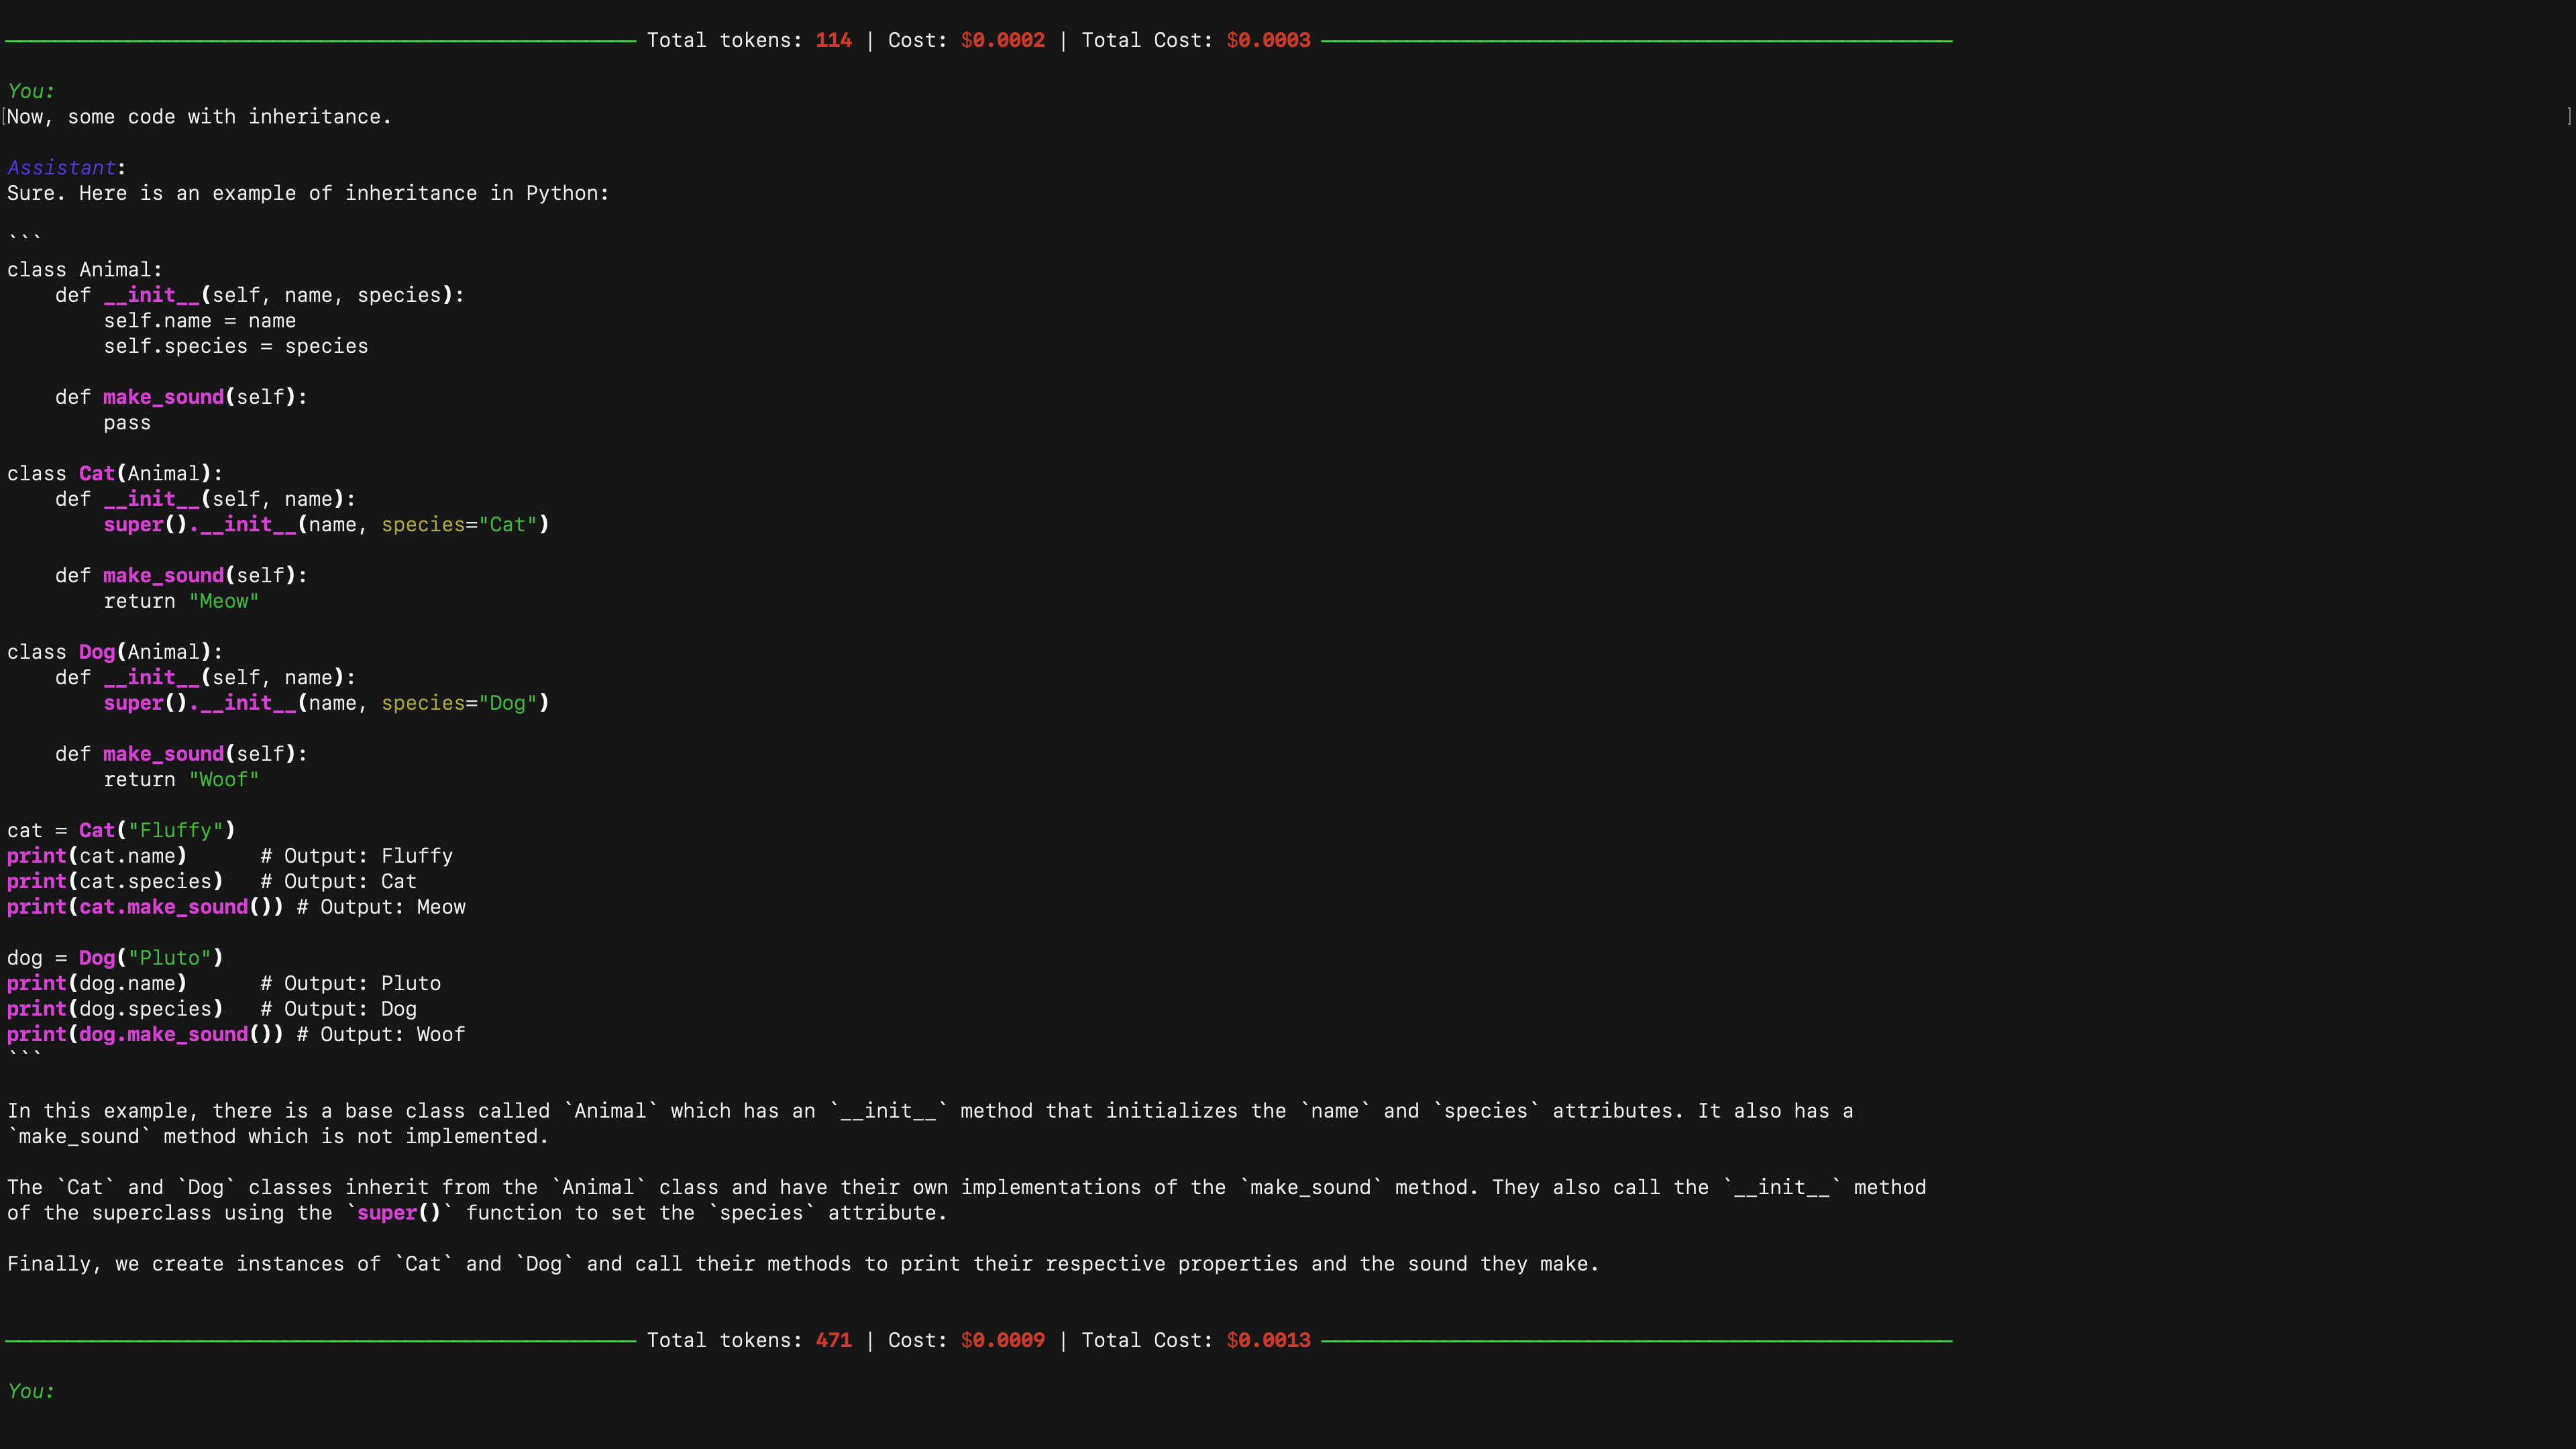 Total tokens: 114 | Cost: $0.0002 | Total Cost: $0.0003
You:
[Now, some code with inheritance. ]
Assistant:
Sure. Here is an example of inheritance in Python:
```
class Animal:
    def __init__(self, name, species):
        self.name = name
        self.species = species
    def make_sound(self):
        pass
class Cat(Animal):
    def __init__(self, name):
        super().__init__(name, species="Cat")
    def make_sound(self):
        return "Meow"
class Dog(Animal):
    def __init__(self, name):
        super().__init__(name, species="Dog")
    def make_sound(self):
        return "Woof"
cat = Cat("Fluffy")
print(cat.name)      # Output: Fluffy
print(cat.species)   # Output: Cat
print(cat.make_sound()) # Output: Meow
dog = Dog("Pluto")
print(dog.name)      # Output: Pluto
print(dog.species)   # Output: Dog
print(dog.make_sound()) # Output: Woof
```
In this example, there is a base class called `Animal` which has an `__init__` method that initializes the `name` and `species` attributes. It also has a
`make_sound` method which is not implemented.
The `Cat` and `Dog` classes inherit from the `Animal` class and have their own implementations of the `make_sound` method. They also call the `__init__` method
of the superclass using the `super()` function to set the `species` attribute.
Finally, we create instances of `Cat` and `Dog` and call their methods to print their respective properties and the sound they make.
Total tokens: 471 | Cost: $0.0009 | Total Cost: $0.0013
You: